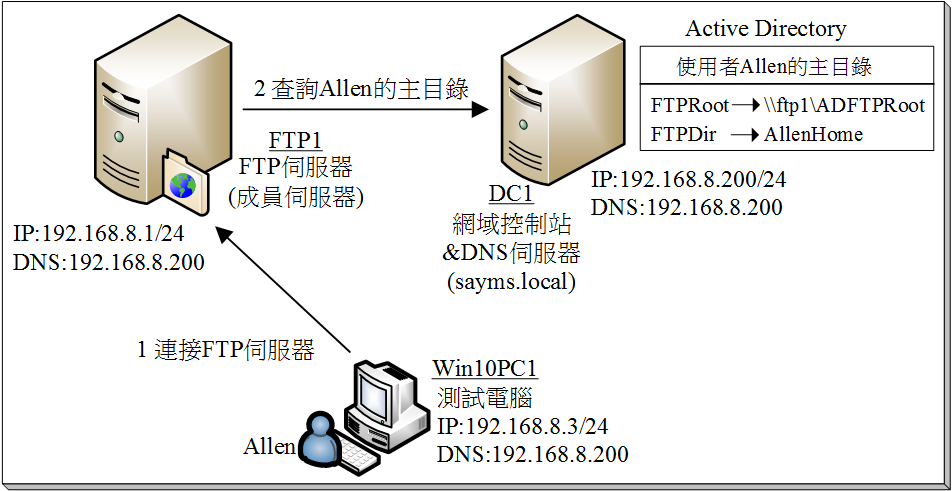 Active Directory
使用者Allen的主目錄
FTPRoot→\\ftp1\ADFTPRoot
FTPDir →AllenHome
2 查詢Allen的主目錄
FTP1
FTP伺服器
(成員伺服器)
IP:192.168.8.1/24
DNS:192.168.8.200
IP:192.168.8.200/24
DNS:192.168.8.200
DC1
網域控制站
&DNS伺服器
(sayms.local)
1 連接FTP伺服器
Win10PC1
測試電腦
IP:192.168.8.3/24
DNS:192.168.8.200
Allen